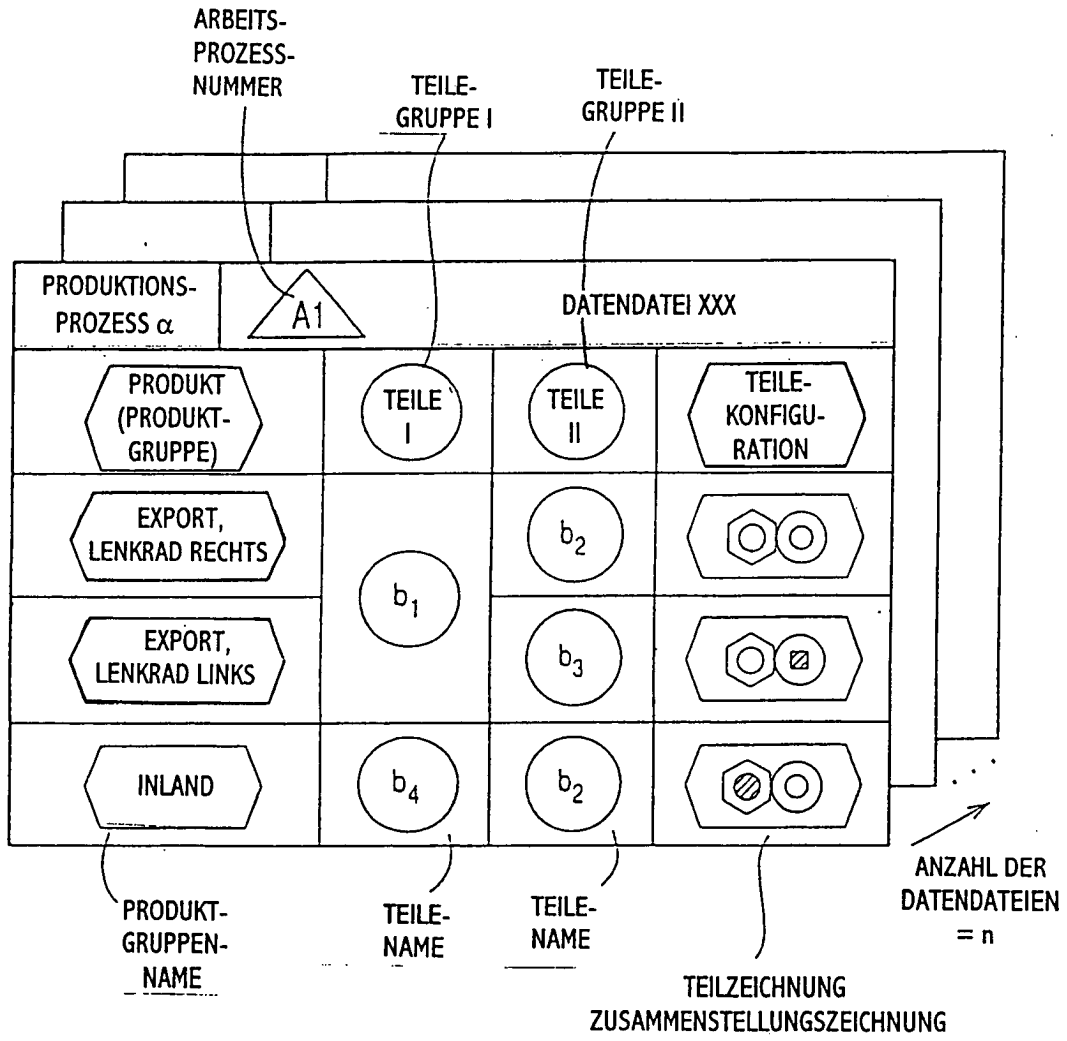 ARBEITS-
PROZESS-
NUMMER
TEILE-
GRUPPE I
TEILE-
GRUPPE II
PRODUKTIONS-
PROZESS α
A1
DATENDATEI XXX
PRODUKT
(PRODUKT-
GRUPPE)
TEILE
I
TEILE
II
TEILE-
KONFIGU-
RATION
EXPORT,
LENKRAD RECHTS
b1
b2
EXPORT,
LENKRAD LINKS
b3
INLAND
b4
b2
PRODUKT-
GRUPPEN-
NAME
TEILE-
NAME
TEILE-
NAME
TEILZEICHNUNG
ZUSAMMENSTELLUNGSZEICHNUNG
ANZAHL DER
DATENDATEIEN
= n